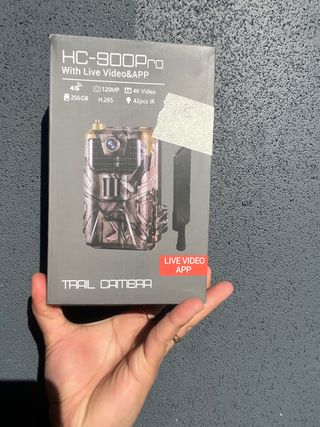 HC-900Pro
With Live Video&APP
4G 120MP 4K Video
256GB H.265 42pcs IR
LIVE VIDEO
APP
TRAIL CAMERA